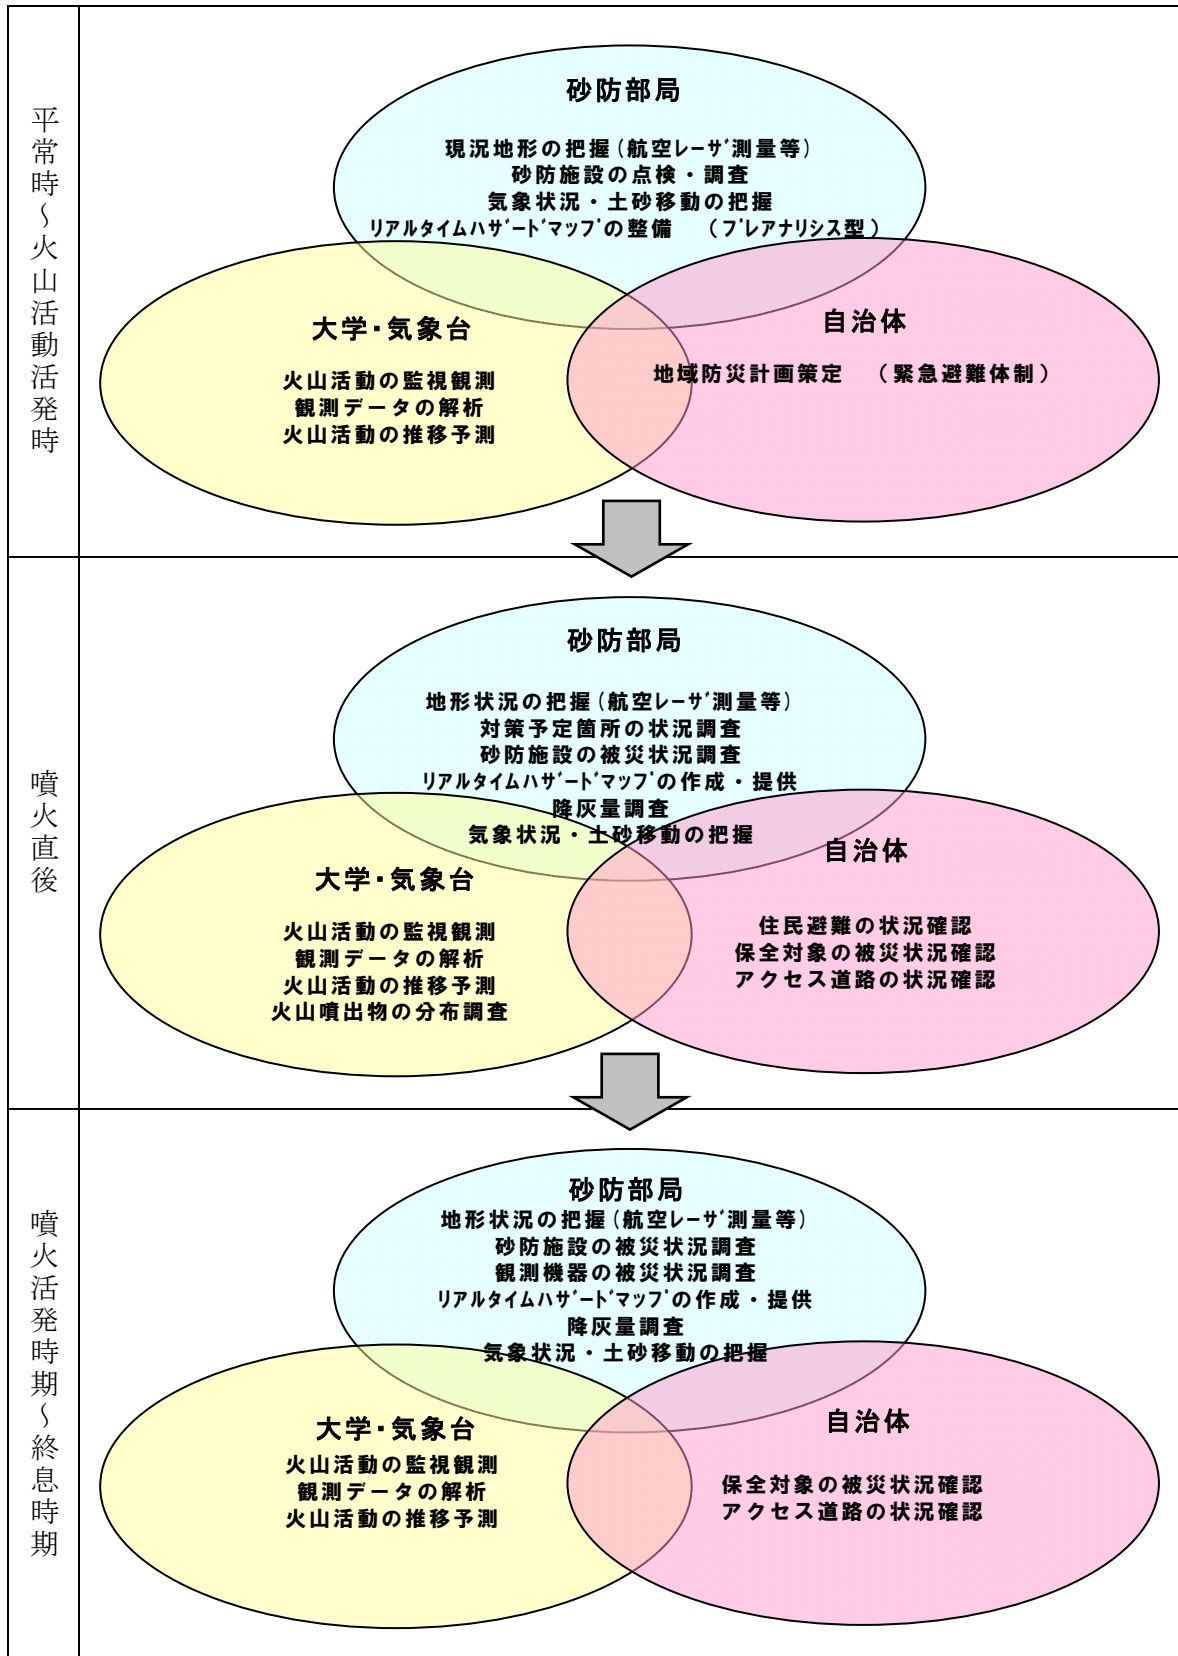 平常時～火山活動活発時
砂防部局
現況地形の把握(航空ﾚｰｻﾞ測量等)
砂防施設の点検・調査
気象状況・土砂移動の把握
ﾘｱﾙﾀｲﾑﾊｻﾞｰﾄﾞﾏｯﾌﾟの整備　(ﾌﾟﾚｱﾅﾘｼｽ型)
大学・気象台
火山活動の監視観測
観測データの解析
火山活動の推移予測
自治体
地域防災計画策定　(緊急避難体制)
噴火直後
砂防部局
地形状況の把握(航空ﾚｰｻﾞ測量等)
対策予定箇所の状況調査
砂防施設の被災状況調査
ﾘｱﾙﾀｲﾑﾊｻﾞｰﾄﾞﾏｯﾌﾟの作成・提供
降灰量調査
気象状況・土砂移動の把握
大学・気象台
火山活動の監視観測
観測データの解析
火山活動の推移予測
火山噴出物の分布調査
自治体
住民避難の状況確認
保全対象の被災状況確認
アクセス道路の状況確認
噴火活発時期～終息時期
砂防部局
地形状況の把握(航空ﾚｰｻﾞ測量等)
砂防施設の被災状況調査
観測機器の被災状況調査
ﾘｱﾙﾀｲﾑﾊｻﾞｰﾄﾞﾏｯﾌﾟの作成・提供
降灰量調査
気象状況・土砂移動の把握
大学・気象台
火山活動の監視観測
観測データの解析
火山活動の推移予測
自治体
保全対象の被災状況確認
アクセス道路の状況確認